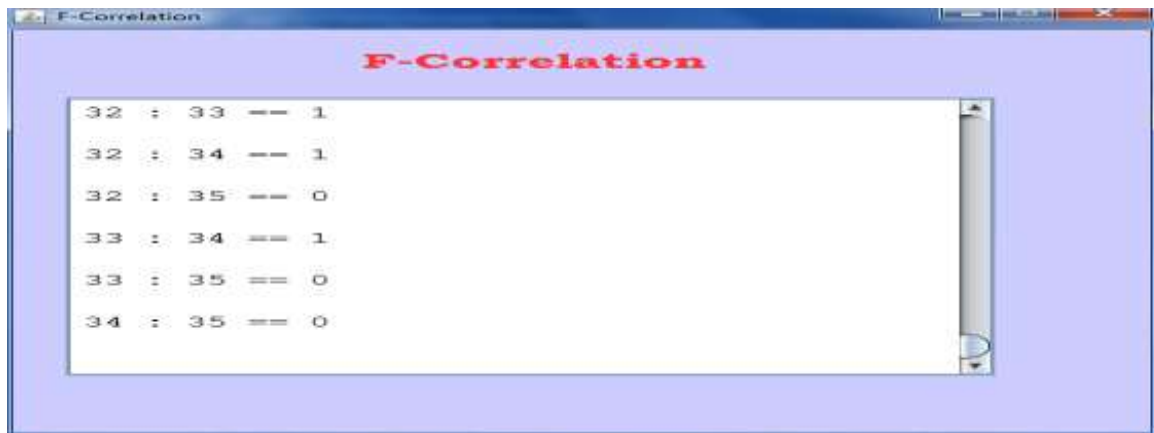 F-Correlation
F-Correlation
32 : 33 == 1
32 : 34 == 1
32 : 35 == 0
33 : 34 == 1
33 : 35 == 0
34 : 35 == 0